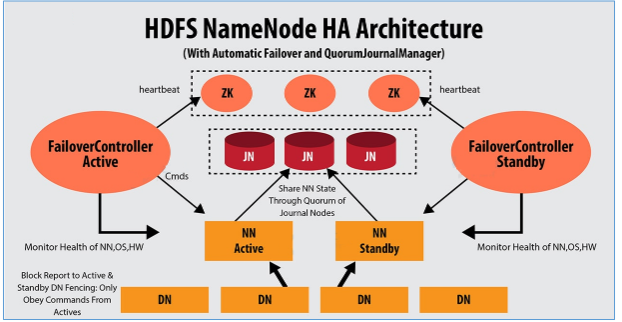 HDFS NameNode HA Architecture
(With Automatic Failover and QuorumJournalManager)
heartbeat
ZK
ZK
ZK
heartbeat
FailoverController
Active
JN
JN
JN
FailoverController
Standby
Cmds
Share NN State
Through Quorum of
Journal Nodes
NN
Active
NN
Standby
Monitor Health of NN,OS,HW
Monitor Health of NN,OS,HW
Block Report to Active &
Standby DN Fencing: Only
Obey Commands From
Actives
DN
DN
DN
DN